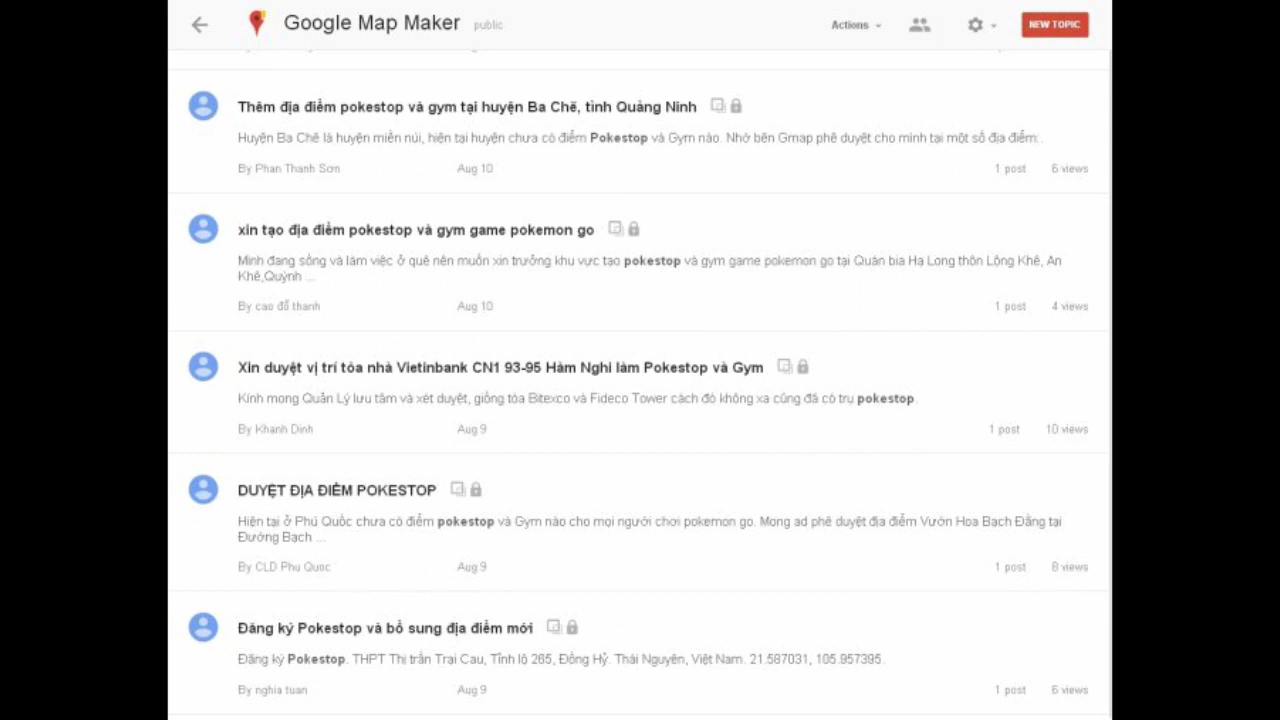 Google Map Maker public
Actions
NEW TOPIC
Thêm địa điểm pokestop và gym tại huyện Ba Chẽ, tỉnh Quảng Ninh
Huyện Ba Chẽ là huyện miền núi, hiện tại huyện chưa có điểm Pokestop và Gym nào. Nhờ bên Gmap phê duyệt cho mình tại một số địa điểm:.
By Phan Thanh Sơn Aug 10 1 post 6 views
xin tạo địa điểm pokestop và gym game pokemon go
Mình đang sống và làm việc ở quê nên muốn xin trưởng khu vực tạo pokestop và gym game pokemon go tại Quán bia Hạ Long thôn Lộng Khê, An
Khê,Quỳnh ...
By cao đỗ thanh Aug 10 1 post 4 views
Xin duyệt vị trí tòa nhà Vietinbank CN1 93-95 Hàm Nghi làm Pokestop và Gym
Kính mong Quản Lý lưu tâm và xét duyệt, giống tòa Bitexco và Fideco Tower cách đó không xa cũng đã có trụ pokestop.
By Khanh Dinh Aug 9 1 post 10 views
DUYỆT ĐỊA ĐIỂM POKESTOP
Hiện tại ở Phú Quốc chưa có điểm pokestop và Gym nào cho mọi người chơi pokemon go. Mong ad phê duyệt địa điểm Vườn Hoa Bạch Đằng tại
Đường Bạch ...
By CLD Phu Quoc Aug 9 1 post 8 views
Đăng ký Pokestop và bổ sung địa điểm mới
Đăng ký Pokestop. THPT Thị trấn Trại Cau, Tỉnh lộ 265, Đồng Hỷ. Thái Nguyên, Việt Nam. 21.587031, 105.957395.
By nghia tuan Aug 9 1 post 6 views